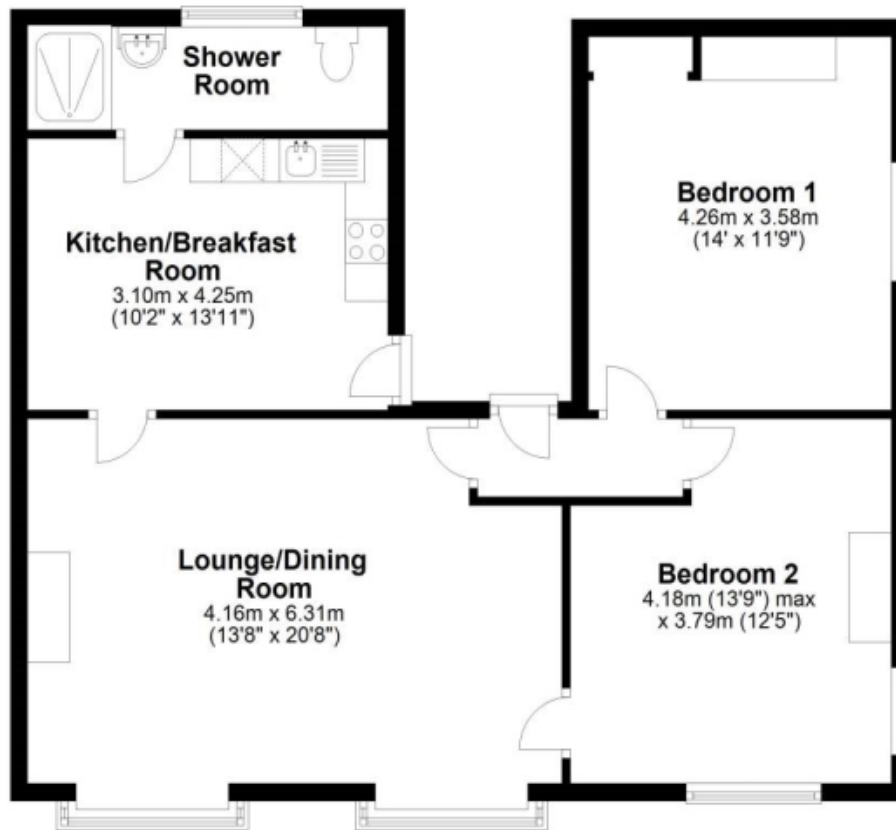 Shower
Room
Kitchen/Breakfast
Room
3.10m x 4.25m
(10'2" x 13'11")
Bedroom 1
4.26m x 3.58m
(14' x 11'9")
Lounge/Dining
Room
4.16m x 6.31m
(13'8" x 20'8")
Bedroom 2
4.18m (13'9") max
x 3.79m (12'5")